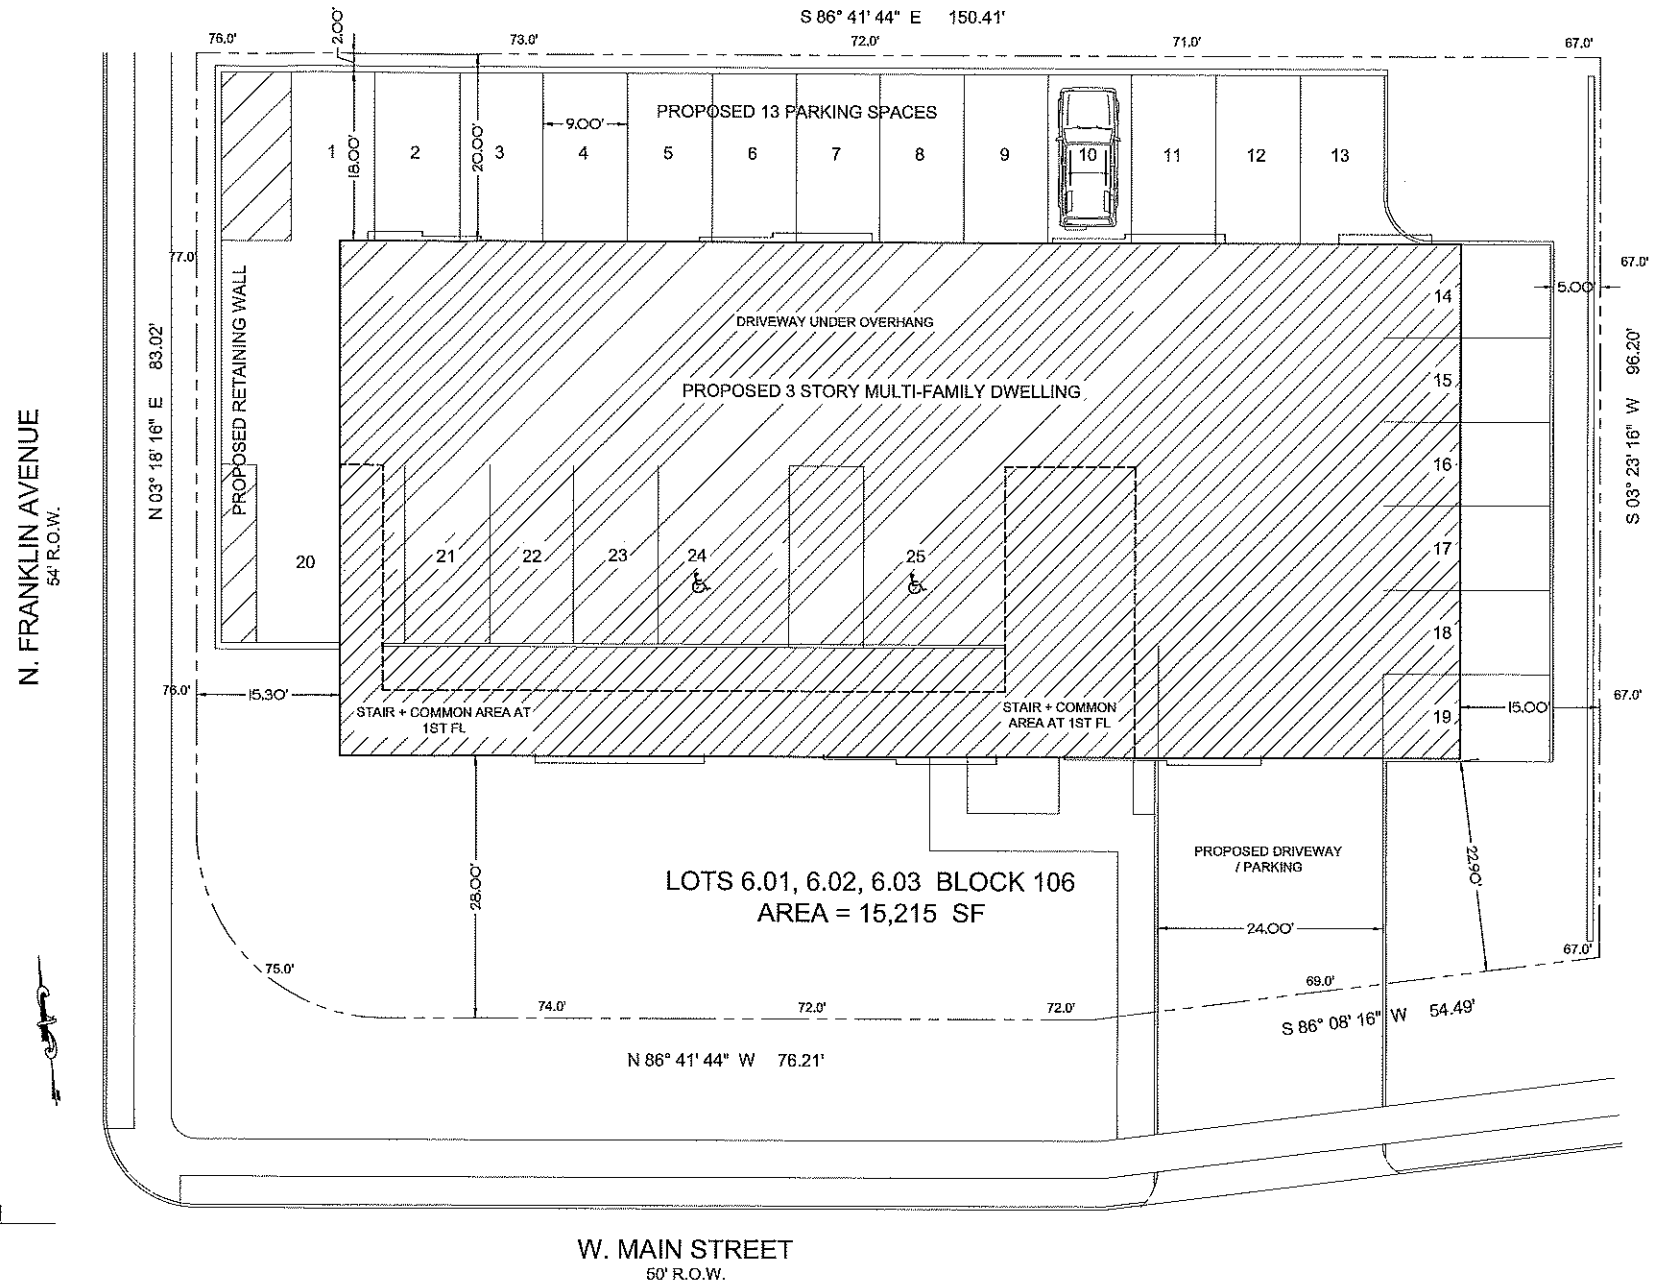 S 86° 41' 44" E 150.41'
76.0'
2.00'
73.0'
72.0'
71.0'
67.0'
PROPOSED 13 PARKING SPACES
9.00'
18.00'
20.00'
1
2
3
4
5
6
7
8
9
10
11
12
13
77.0'
67.0'
5.00'
14
DRIVEWAY UNDER OVERHANG
PROPOSED 3 STORY MULTI-FAMILY DWELLING
PROPOSED RETAINING WALL
N 03° 18' 16" E 83.02'
S 03° 23' 16" W 96.20'
15
16
17
18
19
N. FRANKLIN AVENUE
54' R.O.W.
20
21
22
23
24
25
76.0'
15.30'
STAIR + COMMON AREA AT
1ST FL
STAIR + COMMON
AREA AT 1ST FL
15.00'
67.0'
28.00'
PROPOSED DRIVEWAY
/ PARKING
22.90'
LOTS 6.01, 6.02, 6.03 BLOCK 106
AREA = 15,215 SF
24.00'
75.0'
74.0'
72.0'
72.0'
69.0'
67.0'
N 86° 41' 44" W 76.21'
S 86° 08' 16" W 54.49'
W. MAIN STREET
50' R.O.W.